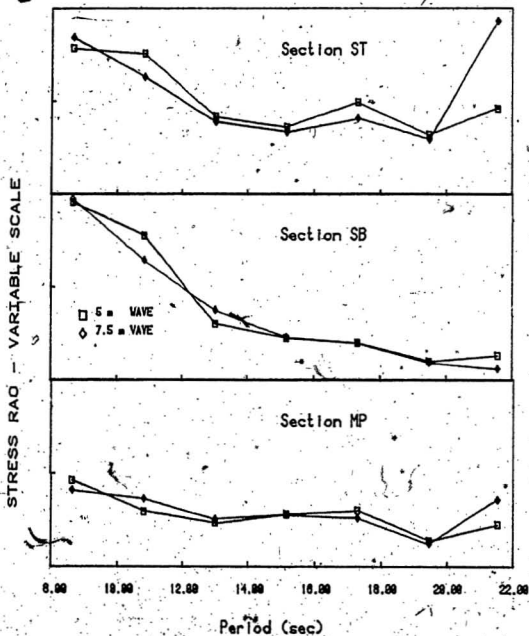 Section ST
STRESS RAO - VARIABLE SCALE
Section SB
5 m WAVE
7.5 m WAVE
Section MP
8.00 10.00 12.00 14.00 16.00 18.00 20.00 22.00
Period (sec)